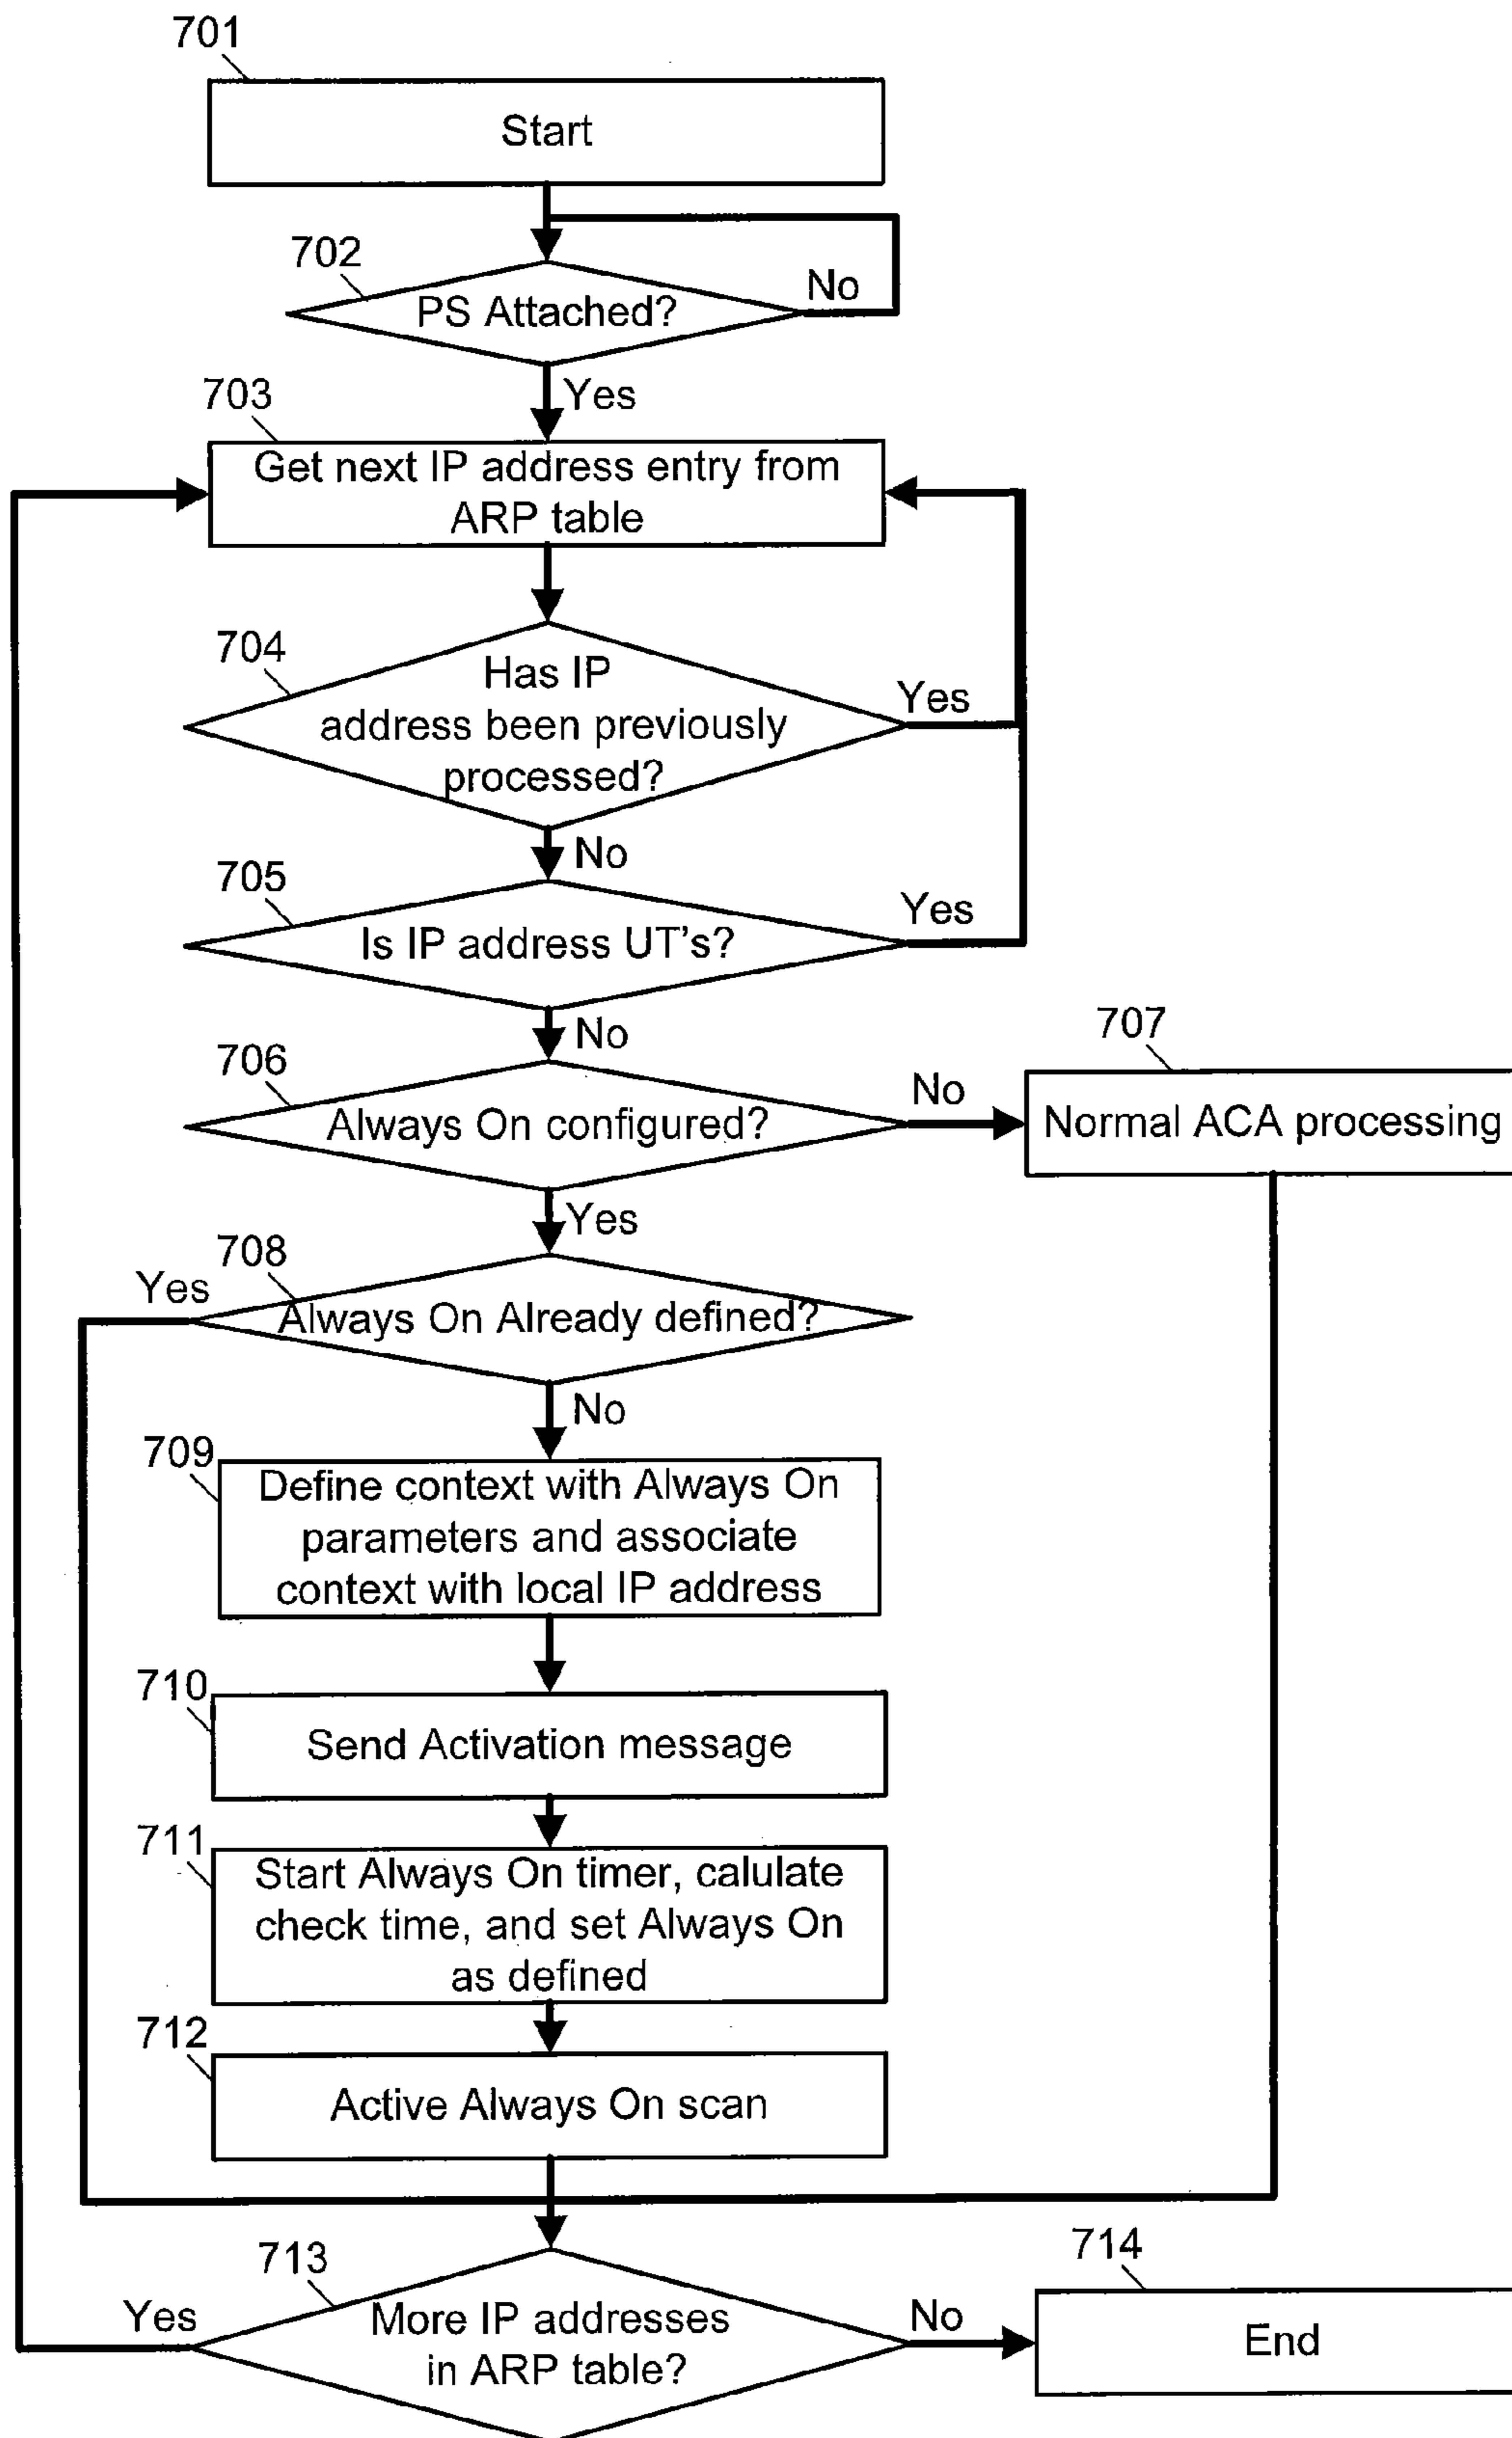 701
Start
702
PS Attached?
No
Yes
703
Get next IP address entry from
ARP table
704
Has IP
address been previously
processed?
Yes
No
705
Is IP address UT's?
Yes
No
706
Always On configured?
No
707
Normal ACA processing
Yes
708
Yes
Always On Already defined?
No
709
Define context with Always On
parameters and associate
context with local IP address
710
Send Activation message
711
Start Always On timer, calulate
check time, and set Always On
as defined
712
Active Always On scan
713
Yes
More IP addresses
in ARP table?
No
714
End